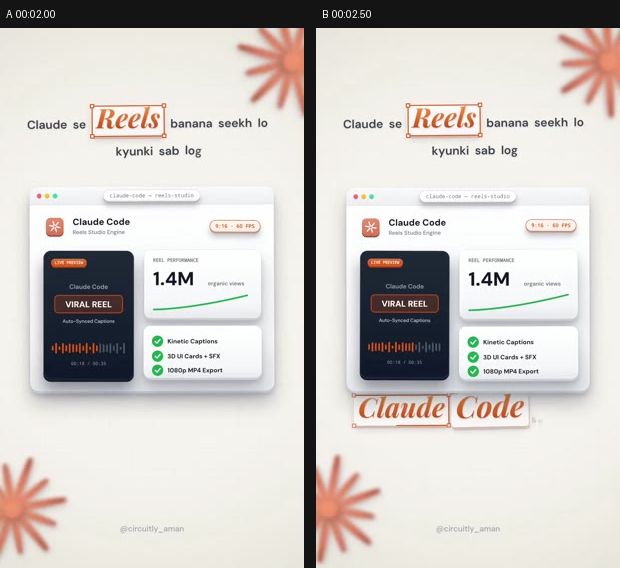 A 00:02.00
Claude se Reels banana seekh lo
kyunki sab log
claude-code — reels-studio
Claude Code
Reels Studio Engine
9:16 · 60 FPS
LIVE PREVIEW
Claude Code
VIRAL REEL
Auto-Synced Captions
00:18 / 00:35
REEL PERFORMANCE
1.4M organic views
Kinetic Captions
3D UI Cards + SFX
1080p MP4 Export
@circuitly_aman
B 00:02.50
Claude se Reels banana seekh lo
kyunki sab log
claude-code — reels-studio
Claude Code
Reels Studio Engine
9:16 · 60 FPS
LIVE PREVIEW
Claude Code
VIRAL REEL
Auto-Synced Captions
00:18 / 00:35
REEL PERFORMANCE
1.4M organic views
Kinetic Captions
3D UI Cards + SFX
1080p MP4 Export
Claude Code
@circuitly_aman